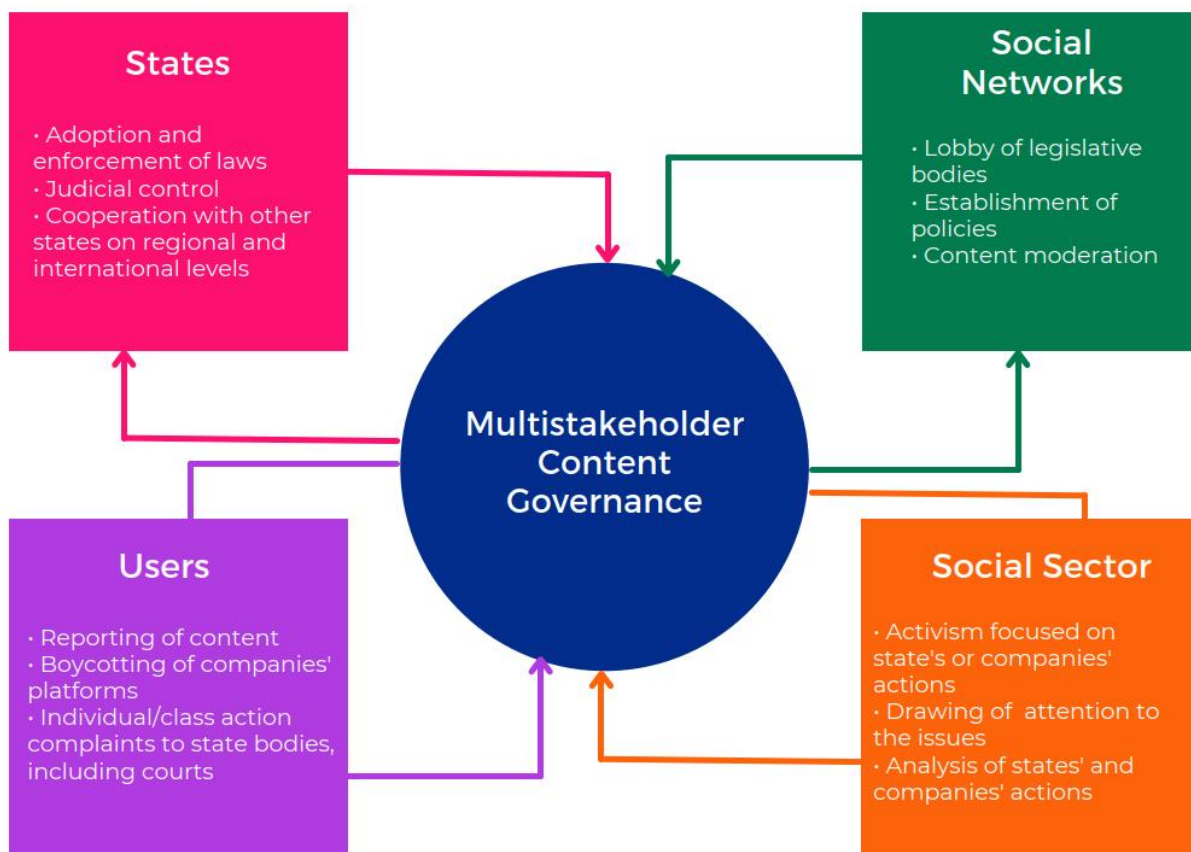 States
• Adoption and
enforcement of laws
• Judicial control
• Cooperation with other
states on regional and
international levels
Social
Networks
• Lobby of legislative
bodies
• Establishment of
policies
• Content moderation
Multistakeholder
Content
Governance
Users
• Reporting of content
• Boycotting of companies'
platforms
• Individual/class action
complaints to state bodies,
including courts
Social Sector
• Activism focused on
state's or companies'
actions
• Drawing of attention to
the issues
• Analysis of states' and
companies' actions